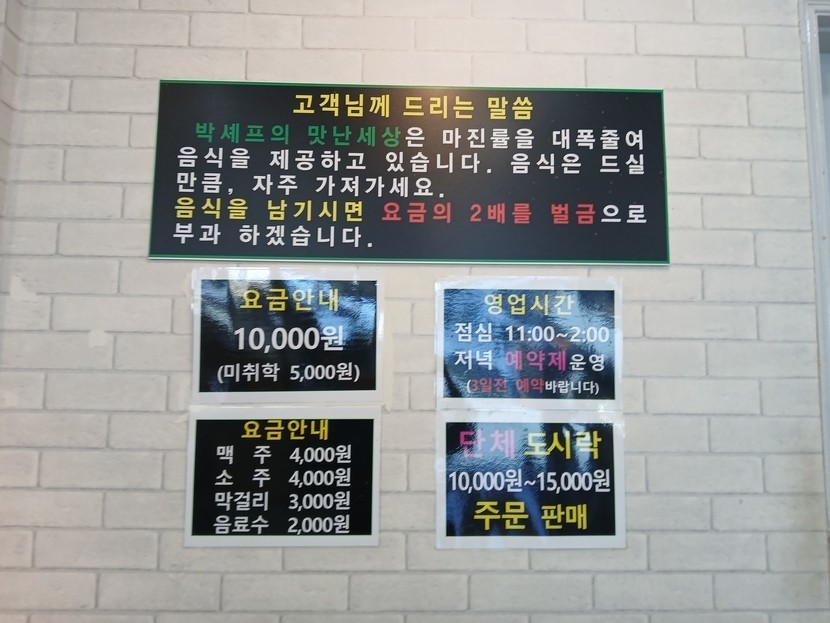 고객님께 드리는 말씀
박셰프의 맛난세상은 마진률을 대폭줄여
음식을 제공하고 있습니다. 음식은 드실
만큼, 자주 가져가세요.
음식을 남기시면 요금의 2배를 벌금으로
부과 하겠습니다.
요금안내
10,000원
(미취학 5,000원)
영업시간
점심 11:00~2:00
저녁 예약제운영
(3일전 예약바랍니다)
요금안내
맥 주 4,000원
소 주 4,000원
막걸리 3,000원
음료수 2,000원
단체 도시락
10,000원~15,000원
주문 판매